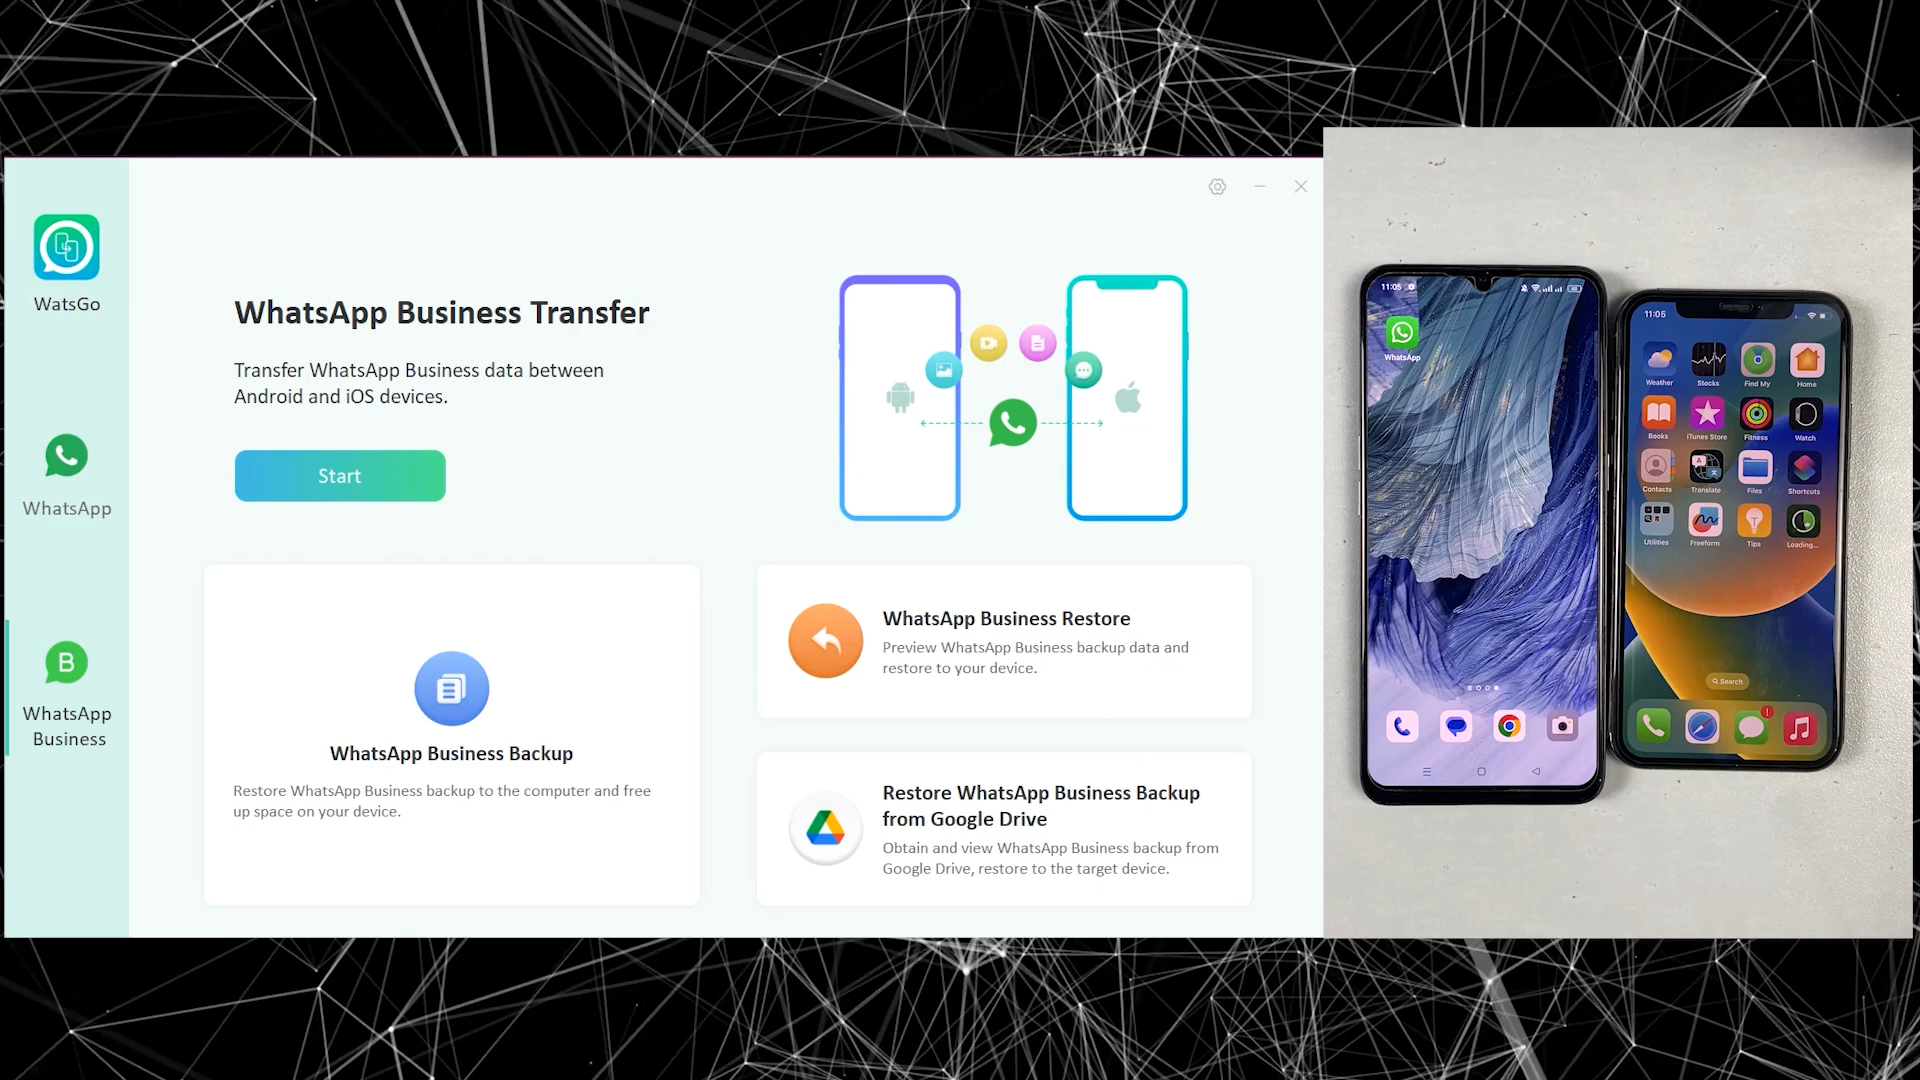 WatsGo
WhatsApp
B
WhatsApp
Business
WhatsApp Business Transfer
Transfer WhatsApp Business data between
Android and iOS devices.
Start
WhatsApp Business Backup
Restore WhatsApp Business backup to the computer and free
up space on your device.
WhatsApp Business Restore
Preview WhatsApp Business backup data and
restore to your device.
Restore WhatsApp Business Backup
from Google Drive
Obtain and view WhatsApp Business backup from
Google Drive, restore to the target device.
11:05
WhatsApp
11:05
Weather Stocks Find My Home
Books iTunes Store Fitness Watch
Contacts Translate Files Shortcuts
Utilities Freeform Tips Loading...
Search